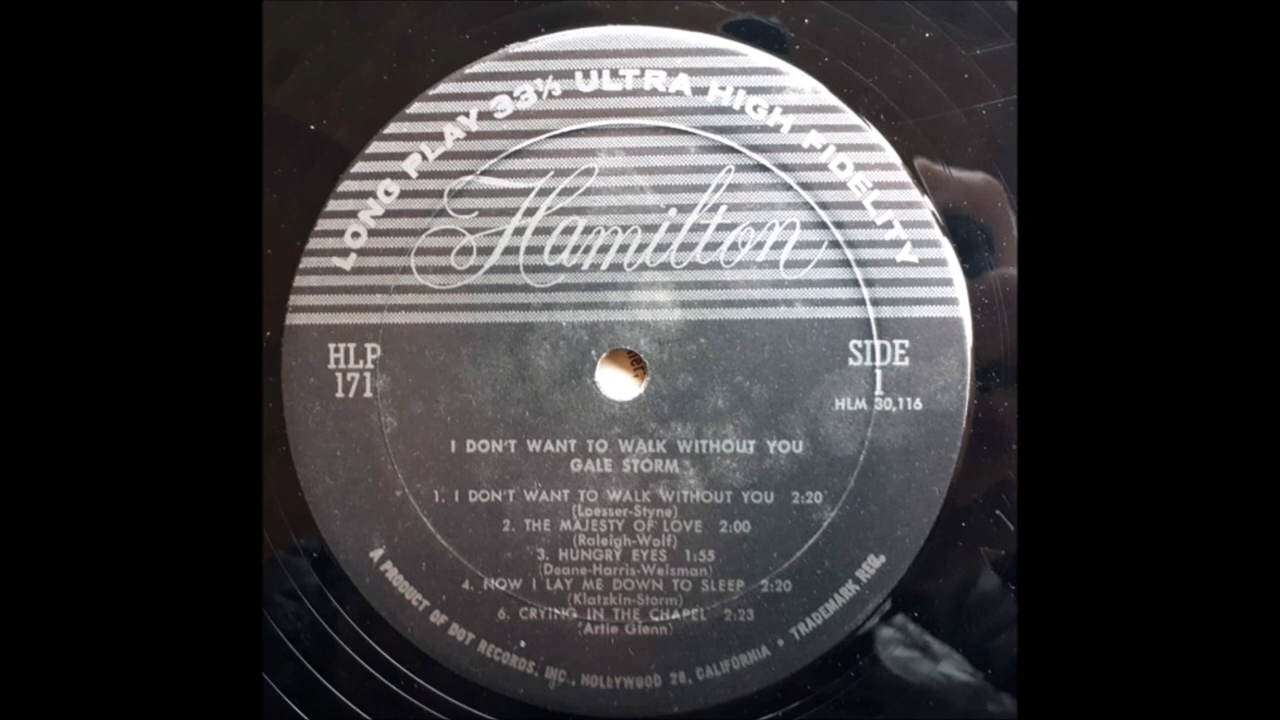 LONG PLAY 33⅓ ULTRA HIGH FIDELITY
Hamilton
HLP
171
SIDE
1
HLM 30,116
I DON'T WANT TO WALK WITHOUT YOU
GALE STORM
1. I DON'T WANT TO WALK WITHOUT YOU 2:20
(Loesser-Styne)
2. THE MAJESTY OF LOVE 2:00
(Raleigh-Wolf)
3. HUNGRY EYES 1:55
(Deane-Harris-Weisman)
4. NOW I LAY ME DOWN TO SLEEP 2:20
(Klatzkin-Storm)
6. CRYING IN THE CHAPEL 2:23
(Artie Glenn)
A PRODUCT OF DOT RECORDS, INC., HOLLYWOOD 28, CALIFORNIA • TRADEMARK REG.